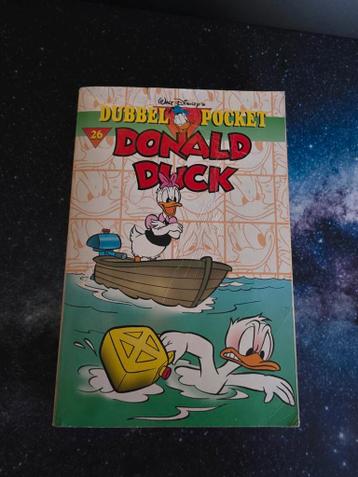 Walt Disney's
DUBBEL POCKET
26
DONALD
DUCK